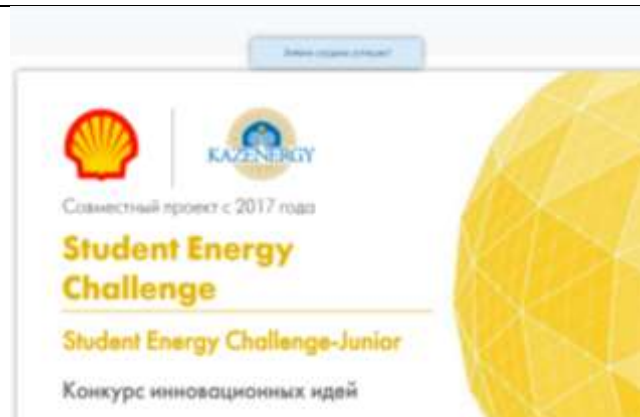 KAZENERGY
Совместный проект с 2017 года
Student Energy
Challenge
Student Energy Challenge-Junior
Конкурс инновационных идей